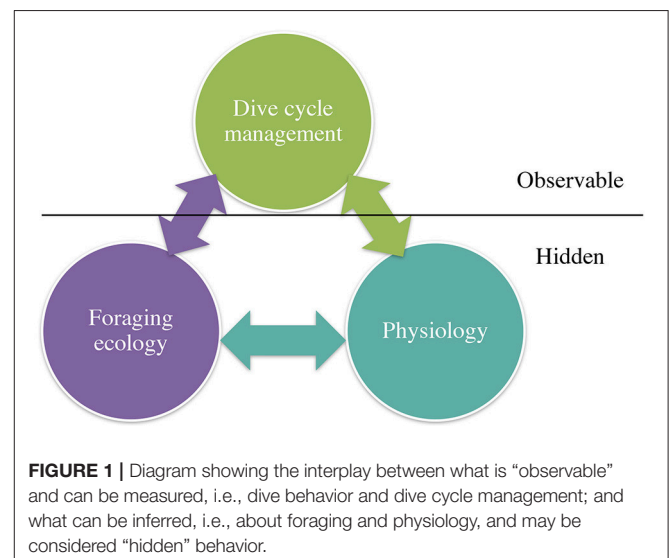 Dive cycle
management
Observable
Hidden
Foraging
ecology
Physiology
FIGURE 1 | Diagram showing the interplay between what is “observable”
and can be measured, i.e., dive behavior and dive cycle management; and
what can be inferred, i.e., about foraging and physiology, and may be
considered “hidden” behavior.